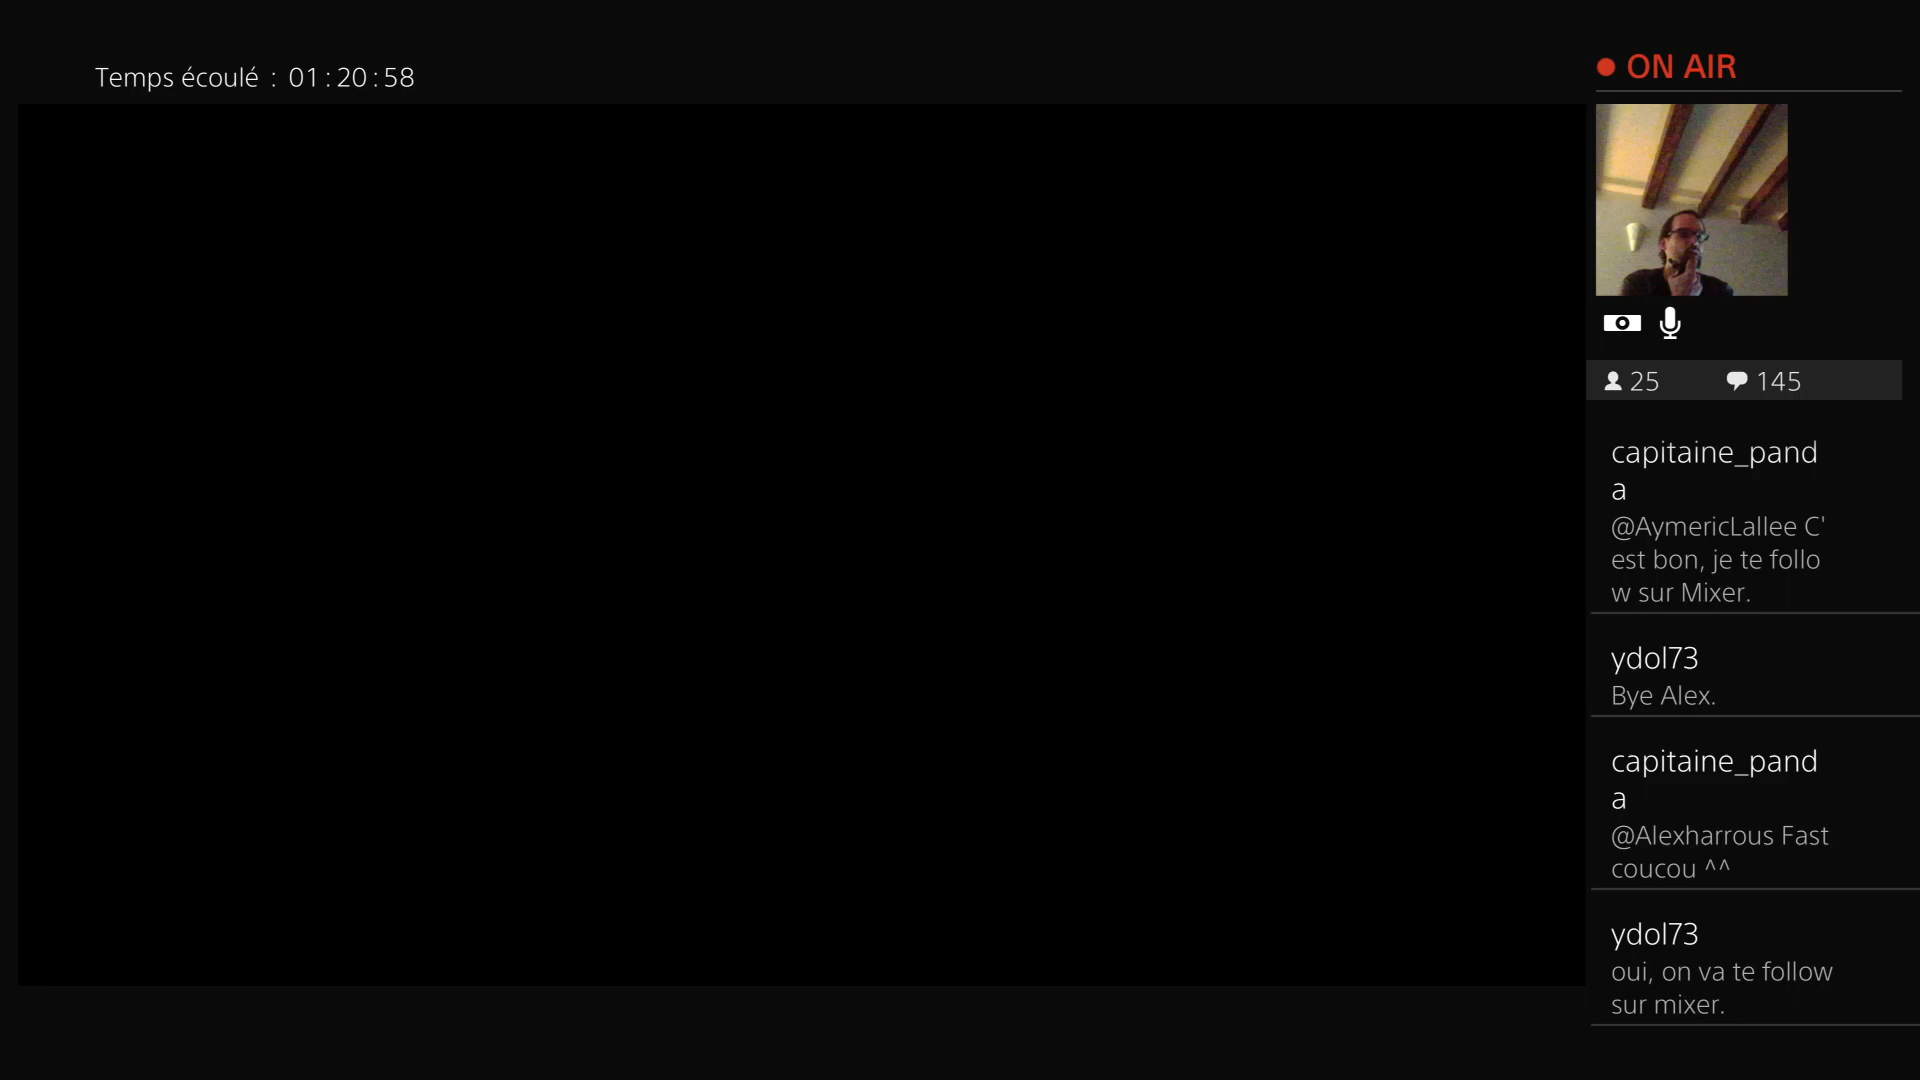 Temps écoulé : 01:20:58
ON AIR
25 145
capitaine_pand
a
@AymericLallee C'
est bon, je te follo
w sur Mixer.
ydol73
Bye Alex.
capitaine_pand
a
@Alexharrous Fast
coucou ^^
ydol73
oui, on va te follow
sur mixer.